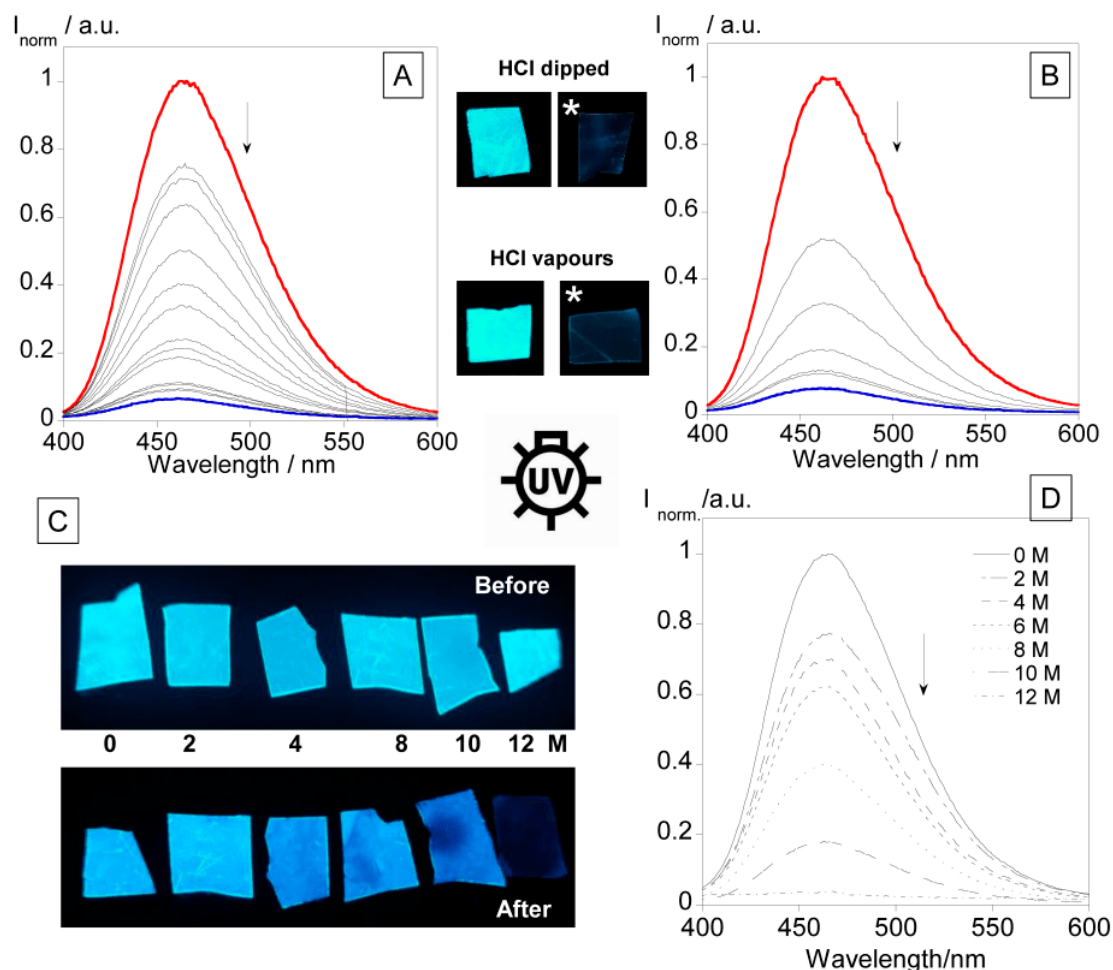 I norm / a.u.
A
1
0.8
0.6
0.4
0.2
0
400 450 500 550 600
Wavelength / nm
HCl dipped
*
HCl vapours
*
UV
I norm / a.u.
B
1
0.8
0.6
0.4
0.2
0
400 450 500 550 600
Wavelength / nm
C
Before
0 2 4 8 10 12 M
After
I norm. /a.u.
D
1
0.8
0.6
0.4
0.2
0
0 M
2 M
4 M
6 M
8 M
10 M
12 M
400 450 500 550 600
Wavelength/nm